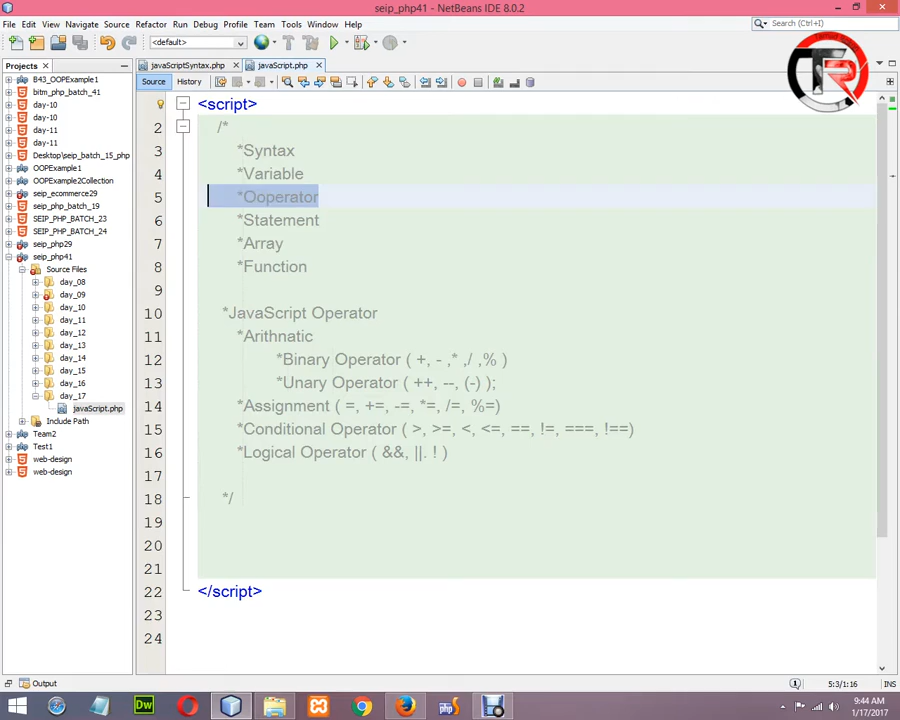 seip_php41 - NetBeans IDE 8.0.2
File Edit View Navigate Source Refactor Run Debug Profile Team Tools Window Help
Search (Ctrl+I)
<default>
Projects
javaScriptSyntax.php
javaScript.php
Source
History
B43_OOPExample1
bitm_php_batch_41
day-10
day-10
day-11
day-11
Desktop\seip_batch_15_php
OOPExample1
OOPExample2Collection
seip_ecommerce29
seip_php_batch_19
SEIP_PHP_BATCH_23
SEIP_PHP_BATCH_24
seip_php29
seip_php41
Source Files
day_08
day_09
day_10
day_11
day_12
day_13
day_14
day_15
day_16
day_17
javaScript.php
Include Path
Team2
Test1
web-design
web-design
<script>
2 /*
3 *Syntax
4 *Variable
5 *Ooperator
6 *Statement
7 *Array
8 *Function
9
10 *JavaScript Operator
11 *Arithnatic
12 *Binary Operator ( +, - ,* ,/ ,% )
13 *Unary Operator ( ++, --, (-) );
14 *Assignment ( =, +=, -=, *=, /=, %=)
15 *Conditional Operator ( >, >=, <, <=, ==, !=, ===, !==)
16 *Logical Operator ( &&, ||. ! )
17
18 */
19
20
21
22 </script>
23
24
Output
5:3/1:16
INS
Dw
9:44 AM
1/17/2017